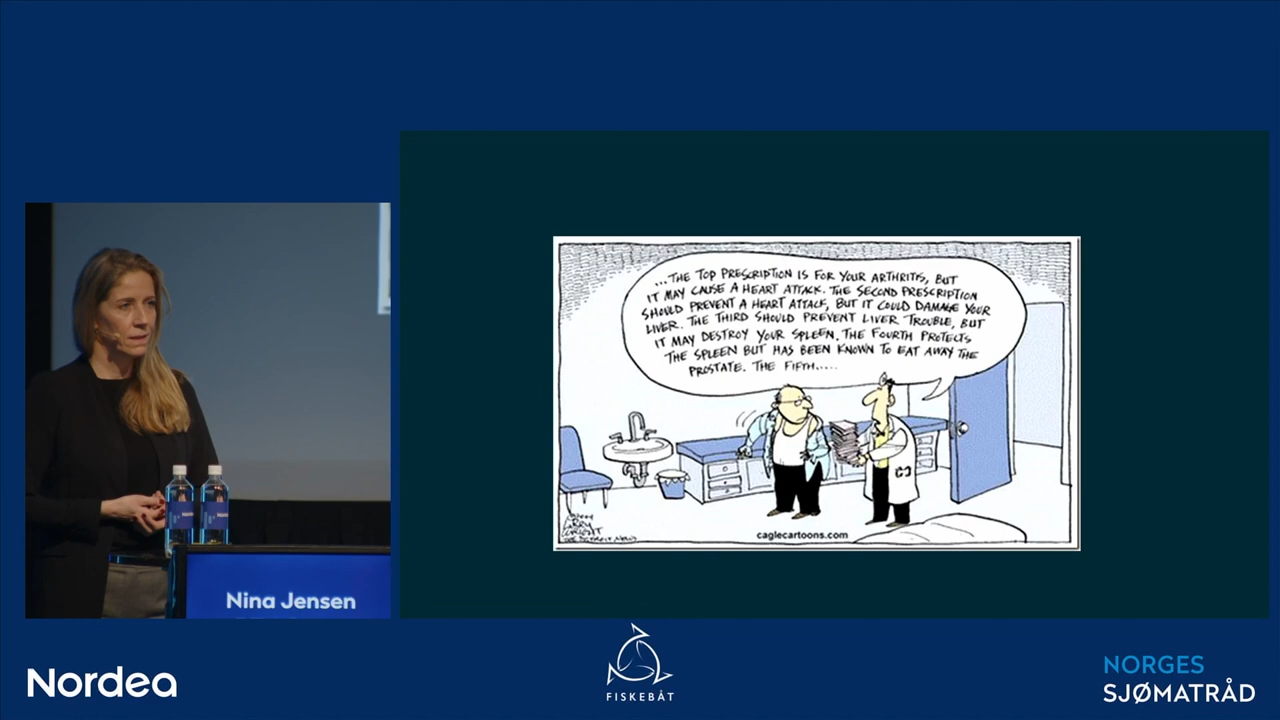 ...THE TOP PRESCRIPTION IS FOR YOUR ARTHRITIS, BUT
IT MAY CAUSE A HEART ATTACK. THE SECOND PRESCRIPTION
SHOULD PREVENT A HEART ATTACK, BUT IT COULD DAMAGE YOUR
LIVER. THE THIRD SHOULD PREVENT LIVER TROUBLE, BUT
IT MAY DESTROY YOUR SPLEEN. THE FOURTH PROTECTS
THE SPLEEN BUT HAS BEEN KNOWN TO EAT AWAY THE
PROSTATE. THE FIFTH.....
THE DETROIT NEWS
caglecartoons.com
Nina Jensen
Nordea
FISKEBÅT
NORGES
SJØMATRÅD